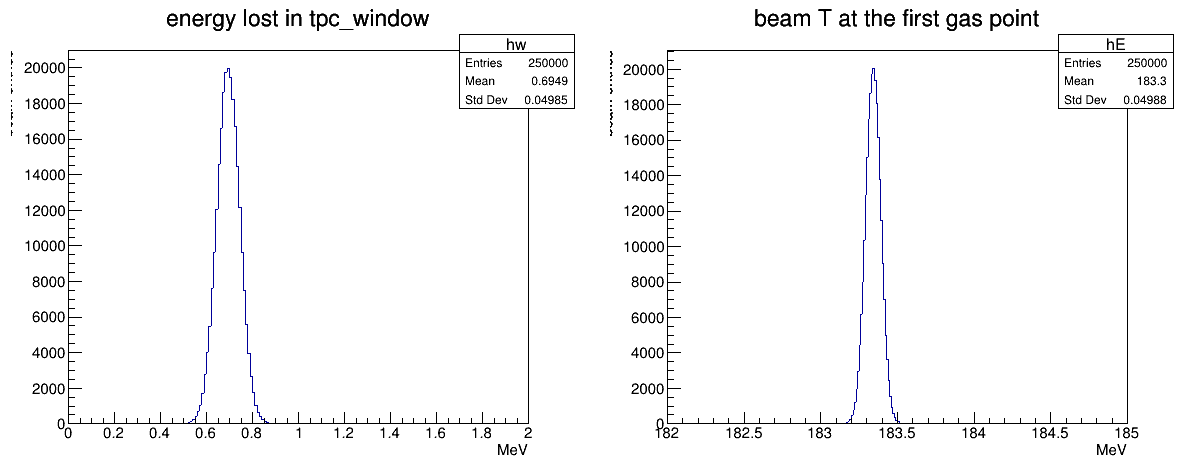 energy lost in tpc_window
hw
Entries 250000
Mean 0.6949
Std Dev 0.04985
20000
18000
16000
14000
12000
10000
8000
6000
4000
2000
0
0 0.2 0.4 0.6 0.8 1 1.2 1.4 1.6 1.8 2
MeV
beam T at the first gas point
hE
Entries 250000
Mean 183.3
Std Dev 0.04988
20000
18000
16000
14000
12000
10000
8000
6000
4000
2000
0
182 182.5 183 183.5 184 184.5 185
MeV